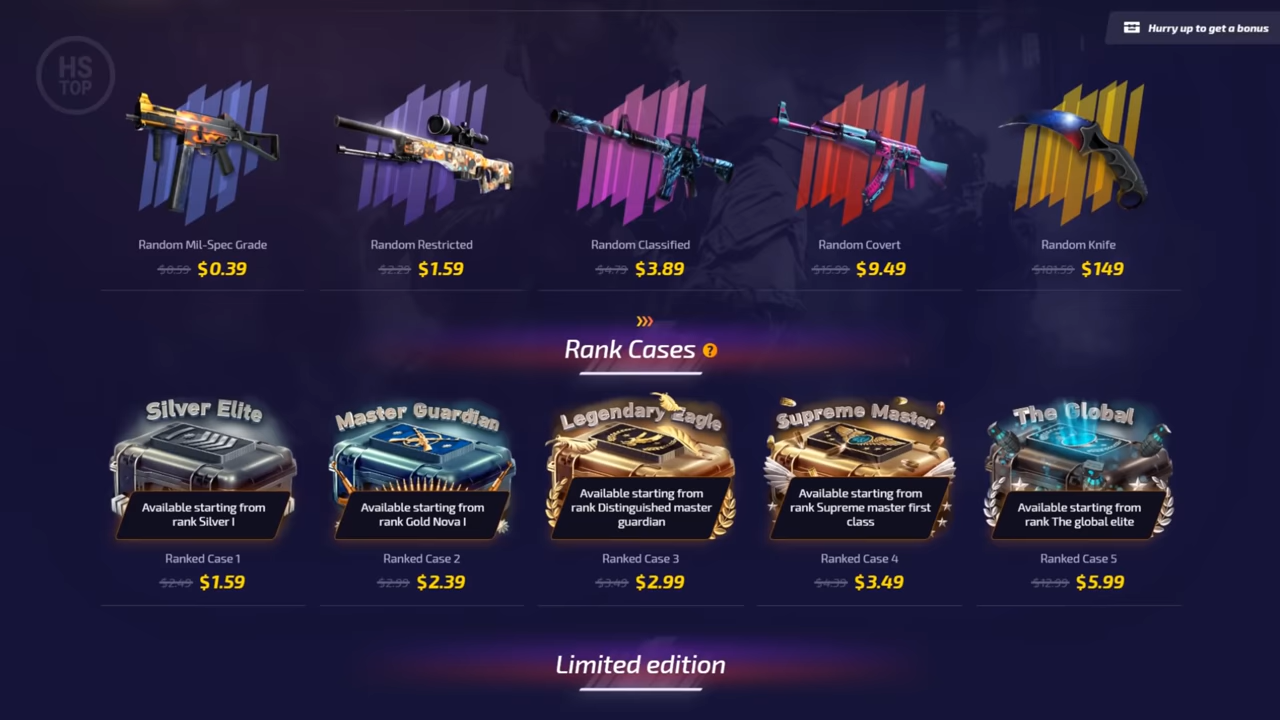 Hurry up to get a bonus
HS
TOP
Random Mil-Spec Grade
$0.59 $0.39
Random Restricted
$2.29 $1.59
Random Classified
$4.79 $3.89
Random Covert
$15.99 $9.49
Random Knife
$181.59 $149
Rank Cases ?
Silver Elite
Available starting from
rank Silver I
Ranked Case 1
$2.49 $1.59
Master Guardian
Available starting from
rank Gold Nova I
Ranked Case 2
$2.99 $2.39
Legendary Eagle
Available starting from
rank Distinguished master
guardian
Ranked Case 3
$3.49 $2.99
Supreme Master
Available starting from
rank Supreme master first
class
Ranked Case 4
$4.39 $3.49
The Global
Available starting from
rank The global elite
Ranked Case 5
$12.99 $5.99
Limited edition